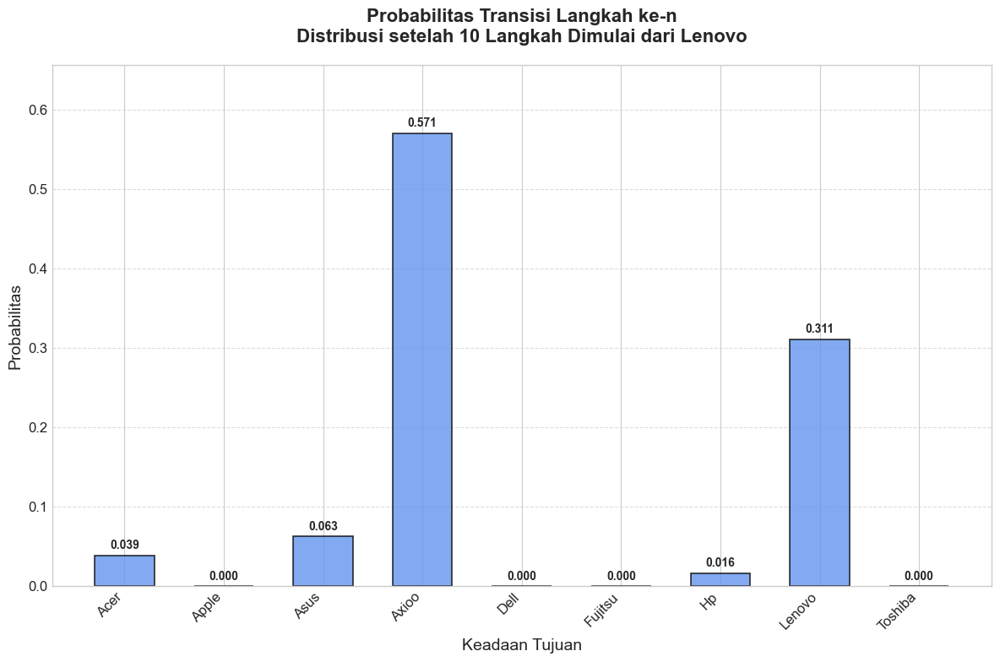 Probabilitas Transisi Langkah ke-n
Distribusi setelah 10 Langkah Dimulai dari Lenovo
Probabilitas
0.6
0.5
0.4
0.3
0.2
0.1
0.0
0.039
0.000
0.063
0.571
0.000
0.000
0.016
0.311
0.000
Acer
Apple
Asus
Axioo
Dell
Fujitsu
Hp
Lenovo
Toshiba
Keadaan Tujuan